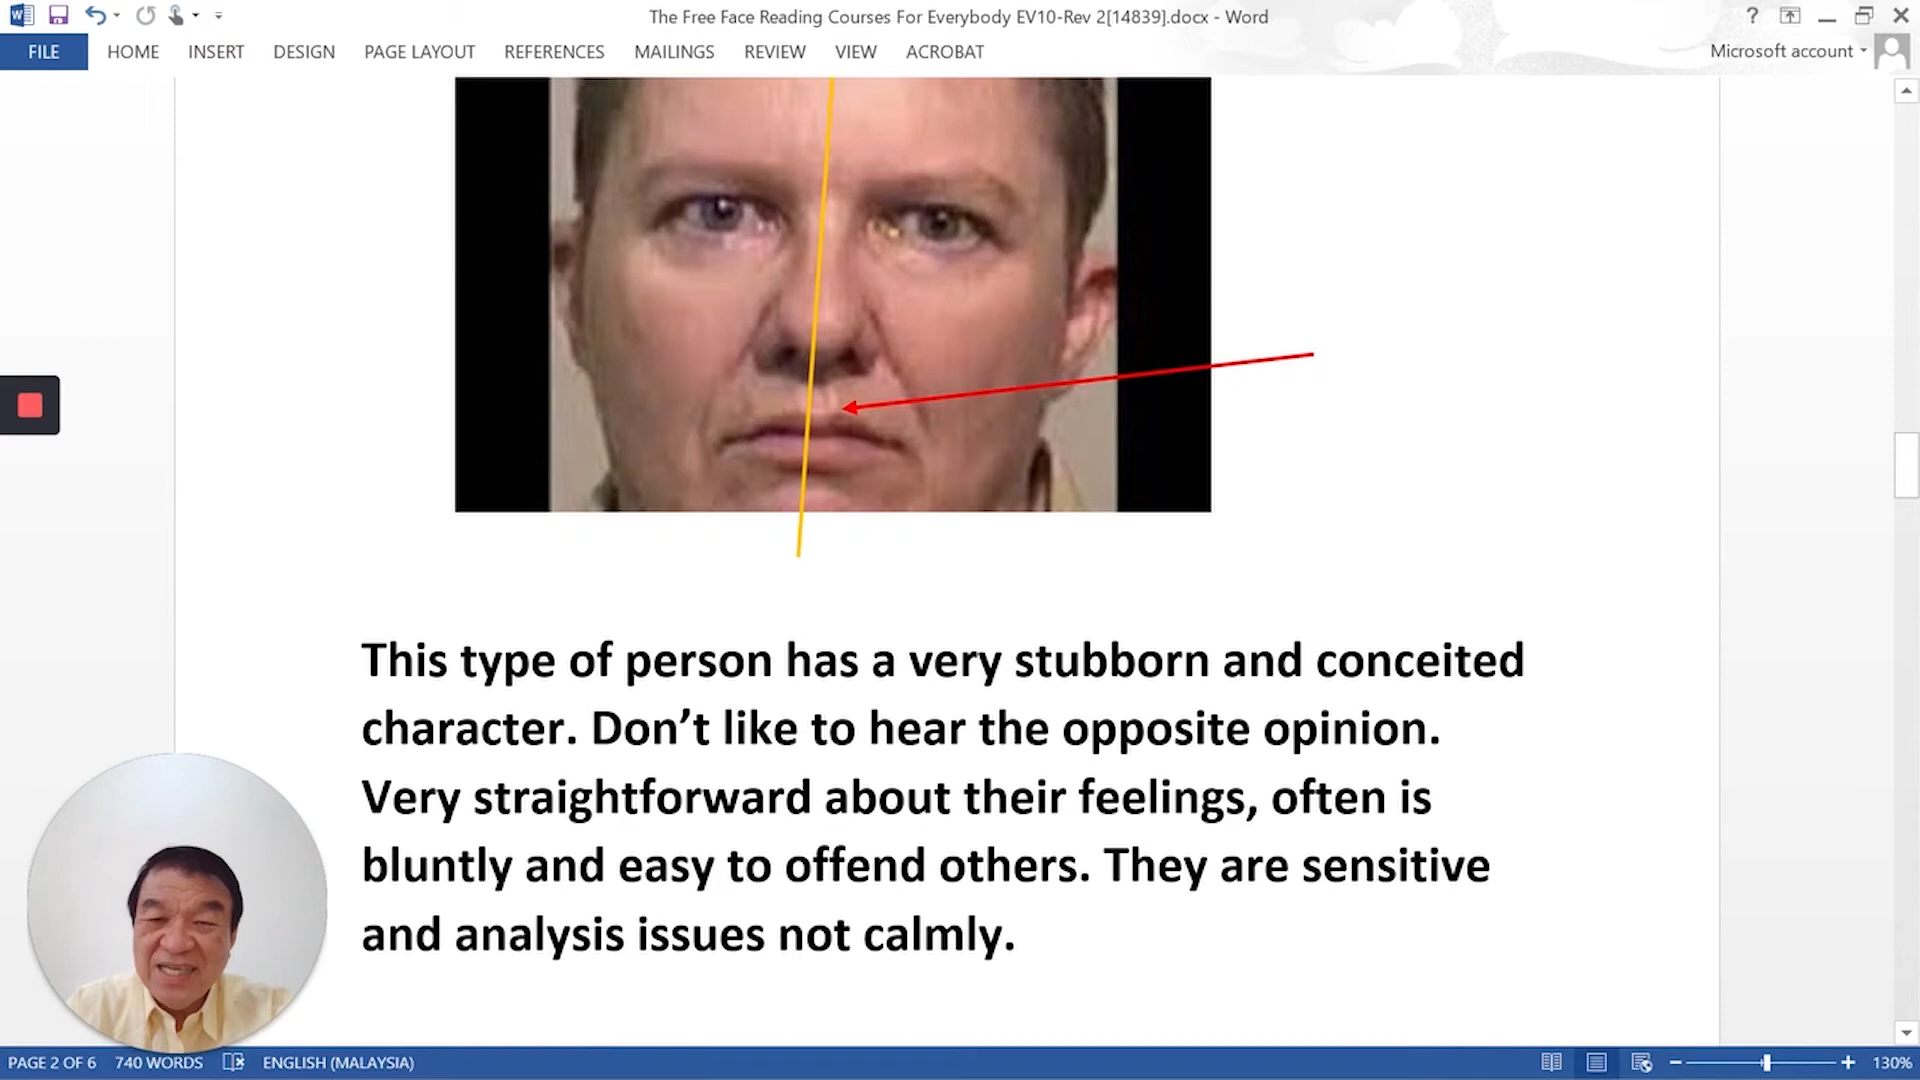 The Free Face Reading Courses For Everybody EV10-Rev 2[14839].docx - Word
?
FILE HOME INSERT DESIGN PAGE LAYOUT REFERENCES MAILINGS REVIEW VIEW ACROBAT Microsoft account
This type of person has a very stubborn and conceited
character. Don’t like to hear the opposite opinion.
Very straightforward about their feelings, often is
bluntly and easy to offend others. They are sensitive
and analysis issues not calmly.
PAGE 2 OF 6 740 WORDS ENGLISH (MALAYSIA) 130%